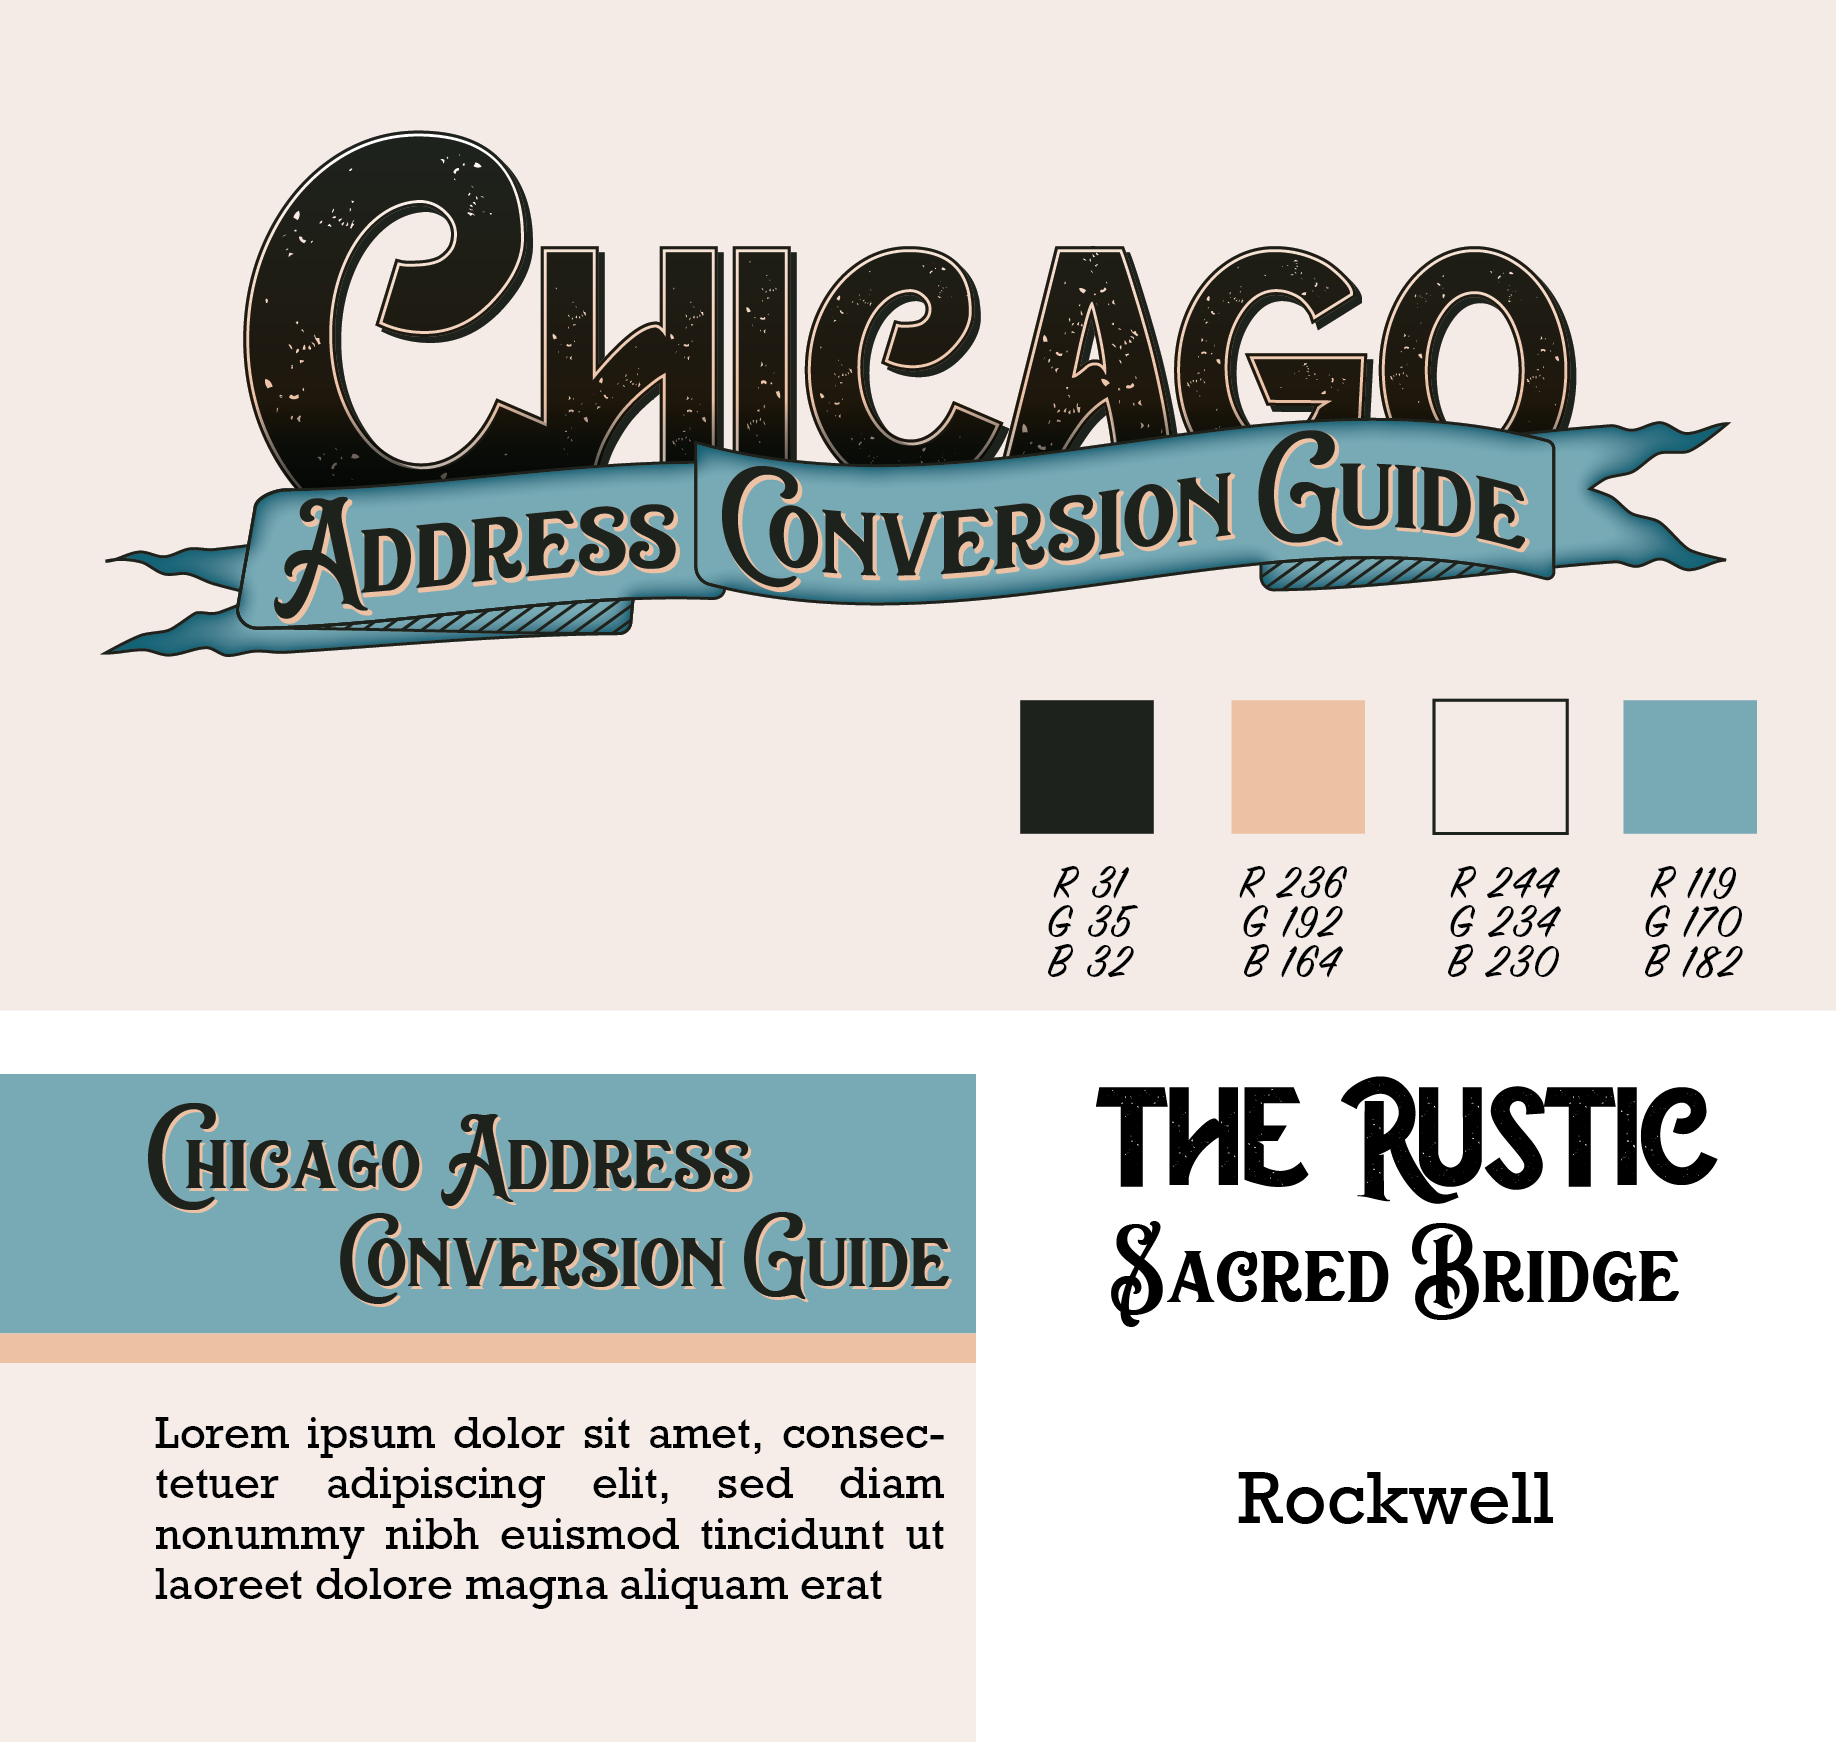 CHICAGO
ADDRESS CONVERSION GUIDE
R 31
G 35
B 32
R 236
G 192
B 164
R 244
G 234
B 230
R 119
G 170
B 182
CHICAGO ADDRESS
CONVERSION GUIDE
Lorem ipsum dolor sit amet, consec-
tetuer adipiscing elit, sed diam
nonummy nibh euismod tincidunt ut
laoreet dolore magna aliquam erat
THE RUSTIC
SACRED BRIDGE
Rockwell